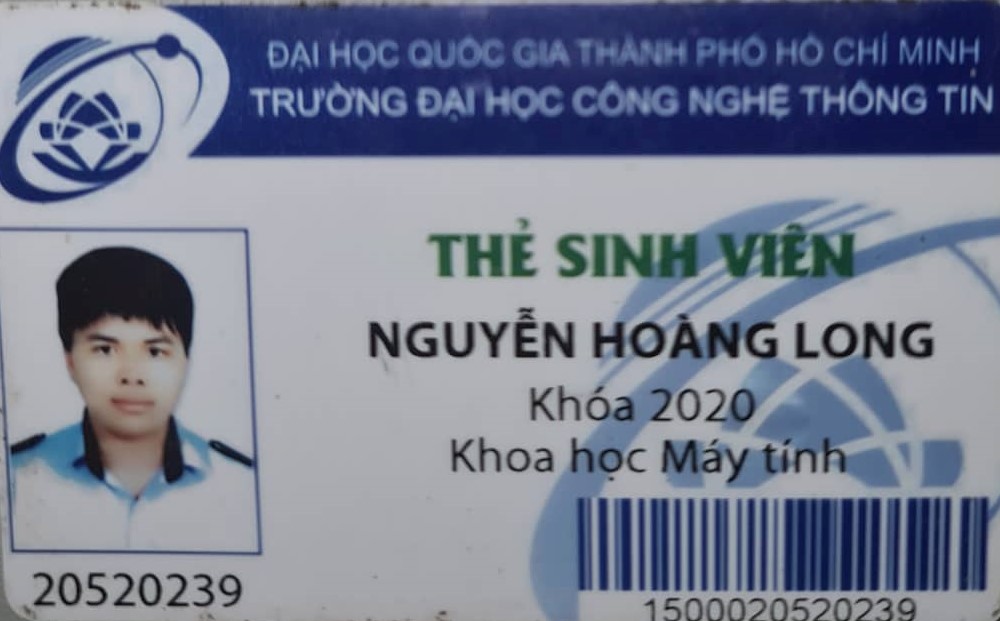 ĐẠI HỌC QUỐC GIA THÀNH PHỐ HỒ CHÍ MINH
TRƯỜNG ĐẠI HỌC CÔNG NGHỆ THÔNG TIN
THẺ SINH VIÊN
NGUYỄN HOÀNG LONG
Khóa 2020
Khoa học Máy tính
20520239
1500020520239